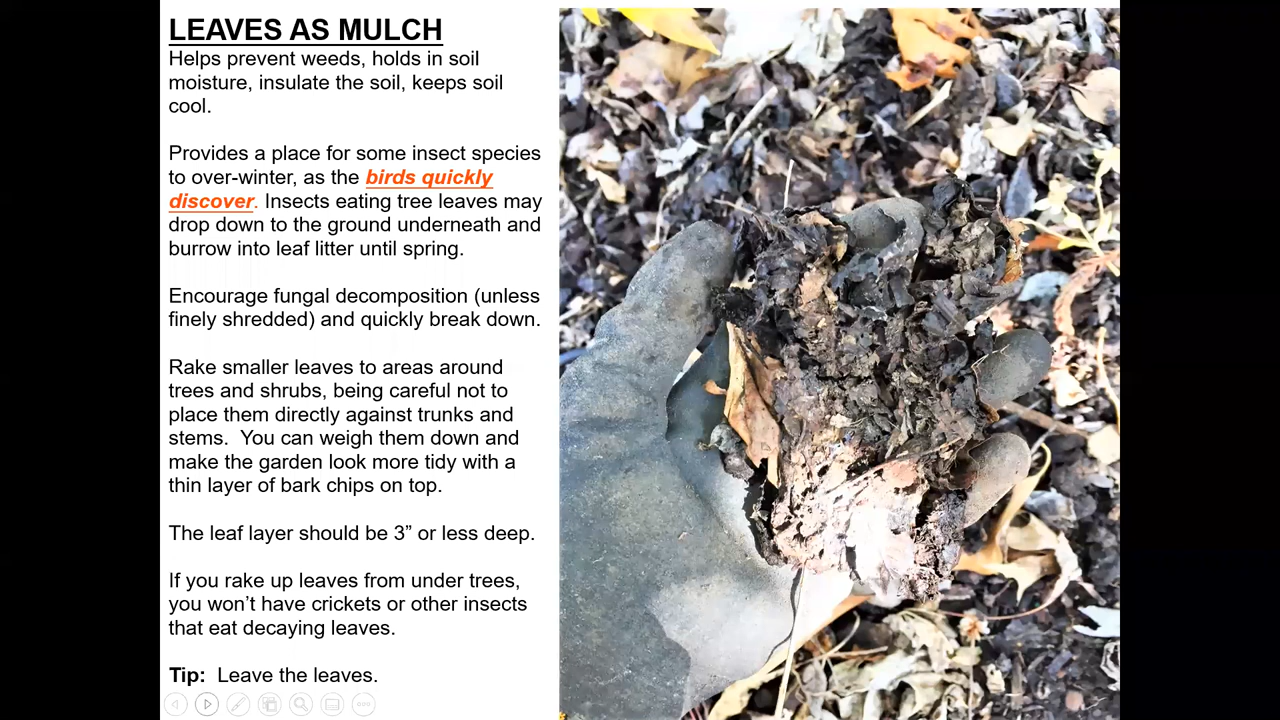 LEAVES AS MULCH
Helps prevent weeds, holds in soil
moisture, insulate the soil, keeps soil
cool.
Provides a place for some insect species
to over-winter, as the birds quickly
discover. Insects eating tree leaves may
drop down to the ground underneath and
burrow into leaf litter until spring.
Encourage fungal decomposition (unless
finely shredded) and quickly break down.
Rake smaller leaves to areas around
trees and shrubs, being careful not to
place them directly against trunks and
stems.  You can weigh them down and
make the garden look more tidy with a
thin layer of bark chips on top.
The leaf layer should be 3” or less deep.
If you rake up leaves from under trees,
you won’t have crickets or other insects
that eat decaying leaves.
Tip:  Leave the leaves.